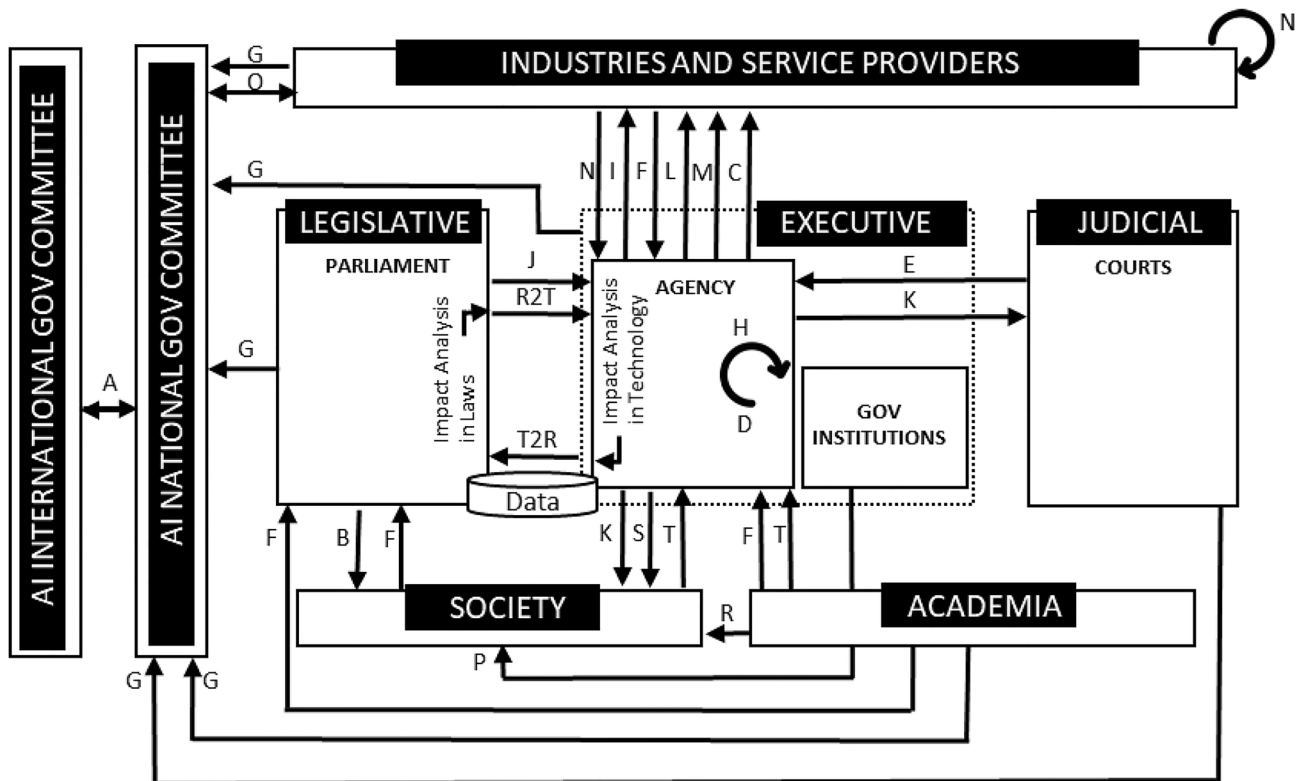 AI INTERNATIONAL GOV COMMITTEE
AI NATIONAL GOV COMMITTEE
INDUSTRIES AND SERVICE PROVIDERS
N
G
O
N
I
F
L
M
C
G
LEGISLATIVE
PARLIAMENT
EXECUTIVE
JUDICIAL
COURTS
J
R2T
AGENCY
E
K
Impact Analysis
in Laws
Impact Analysis
in Technology
H
D
G
A
GOV
INSTITUTIONS
T2R
Data
F
B
F
K
S
T
F
T
SOCIETY
ACADEMIA
R
P
G
G